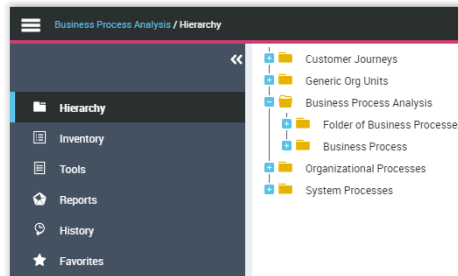 Business Process Analysis / Hierarchy
Hierarchy
Inventory
Tools
Reports
History
Favorites
Customer Journeys
Generic Org Units
Business Process Analysis
Folder of Business Processe
Business Process
Organizational Processes
System Processes